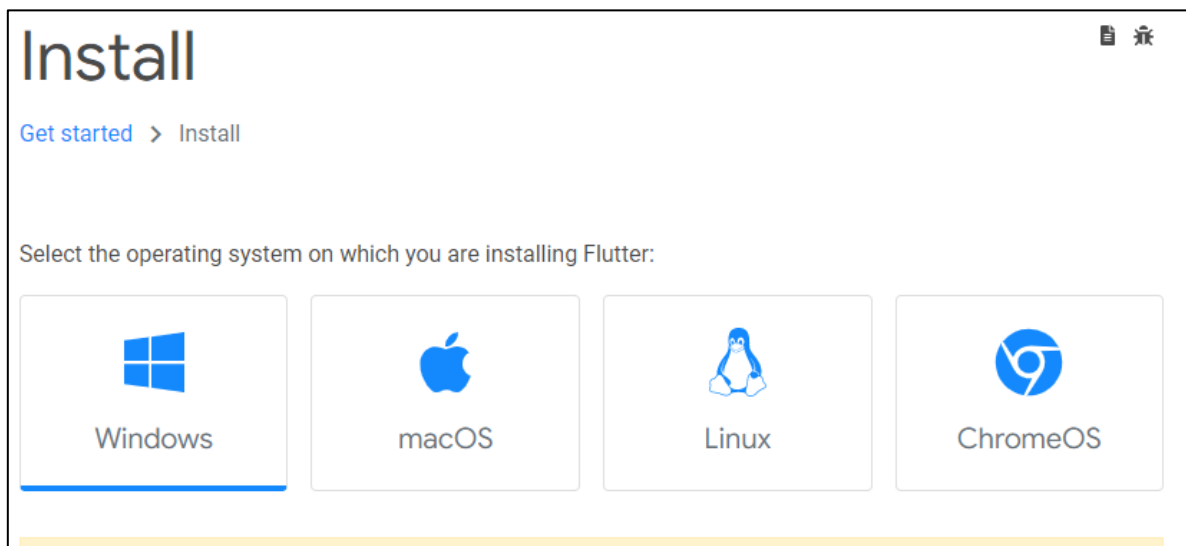 Install
Get started > Install
Select the operating system on which you are installing Flutter:
Windows macOS Linux ChromeOS